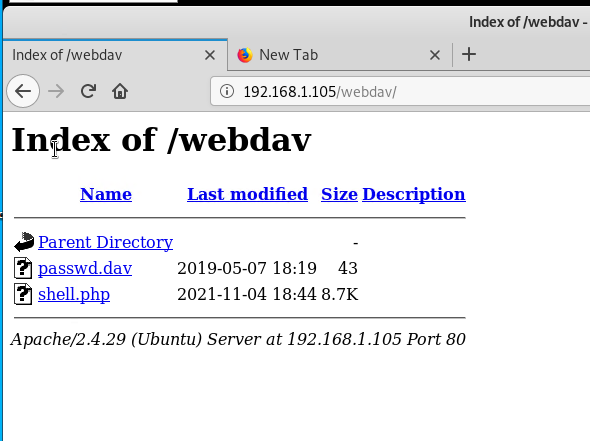 Index of /webdav -
Index of /webdav × New Tab × +
192.168.1.105/webdav/
Index of /webdav
Name Last modified Size Description
Parent Directory -
passwd.dav 2019-05-07 18:19 43
shell.php 2021-11-04 18:44 8.7K
Apache/2.4.29 (Ubuntu) Server at 192.168.1.105 Port 80